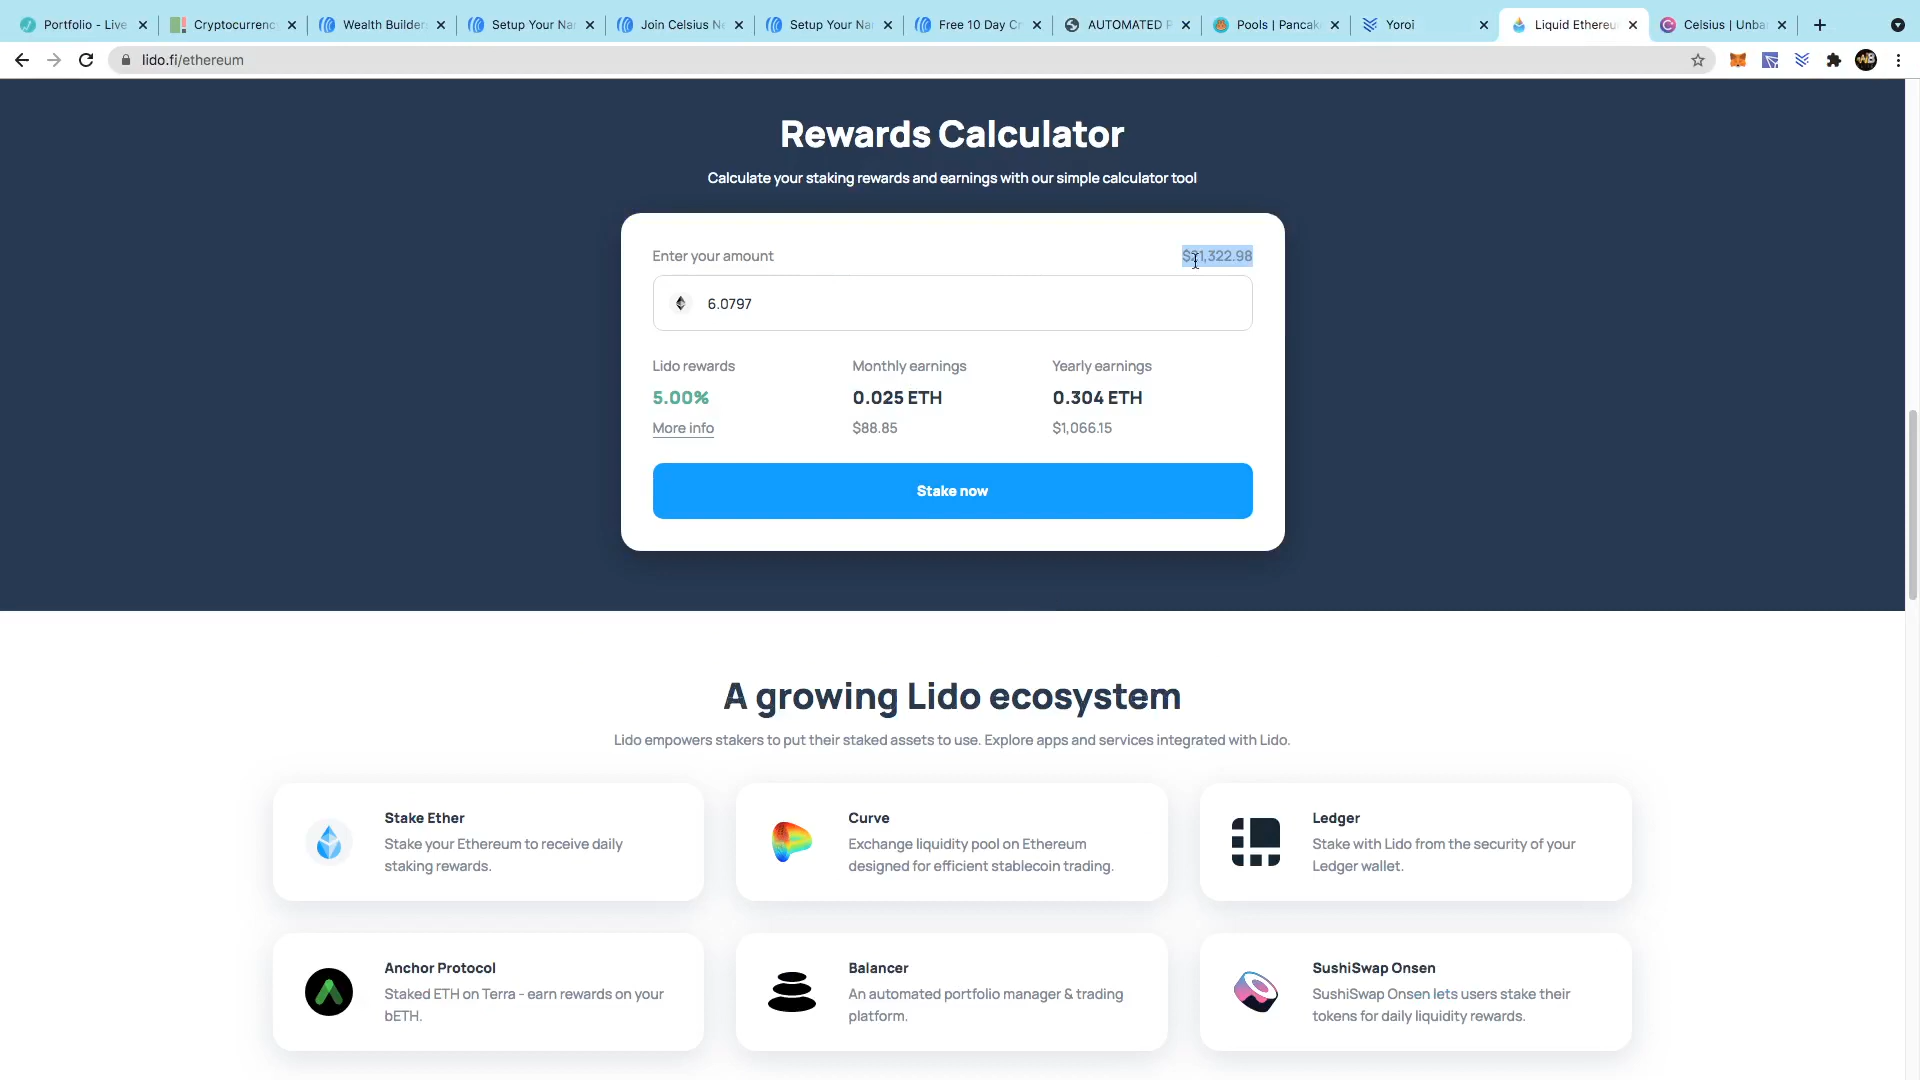 Portfolio - Live
Cryptocurrenc
Wealth Builder
Setup Your Na
Join Celsius Ne
Setup Your Na
Free 10 Day Cr
AUTOMATED P
Pools | Pancak
Yoroi
Liquid Ethereu
Celsius | Unba
lido.fi/ethereum
Rewards Calculator
Calculate your staking rewards and earnings with our simple calculator tool
Enter your amount
$21,322.98
6.0797
Lido rewards
Monthly earnings
Yearly earnings
5.00%
0.025 ETH
0.304 ETH
More info
$88.85
$1,066.15
Stake now
A growing Lido ecosystem
Lido empowers stakers to put their staked assets to use. Explore apps and services integrated with Lido.
Stake Ether
Stake your Ethereum to receive daily
staking rewards.
Curve
Exchange liquidity pool on Ethereum
designed for efficient stablecoin trading.
Ledger
Stake with Lido from the security of your
Ledger wallet.
Anchor Protocol
Staked ETH on Terra - earn rewards on your
bETH.
Balancer
An automated portfolio manager & trading
platform.
SushiSwap Onsen
SushiSwap Onsen lets users stake their
tokens for daily liquidity rewards.